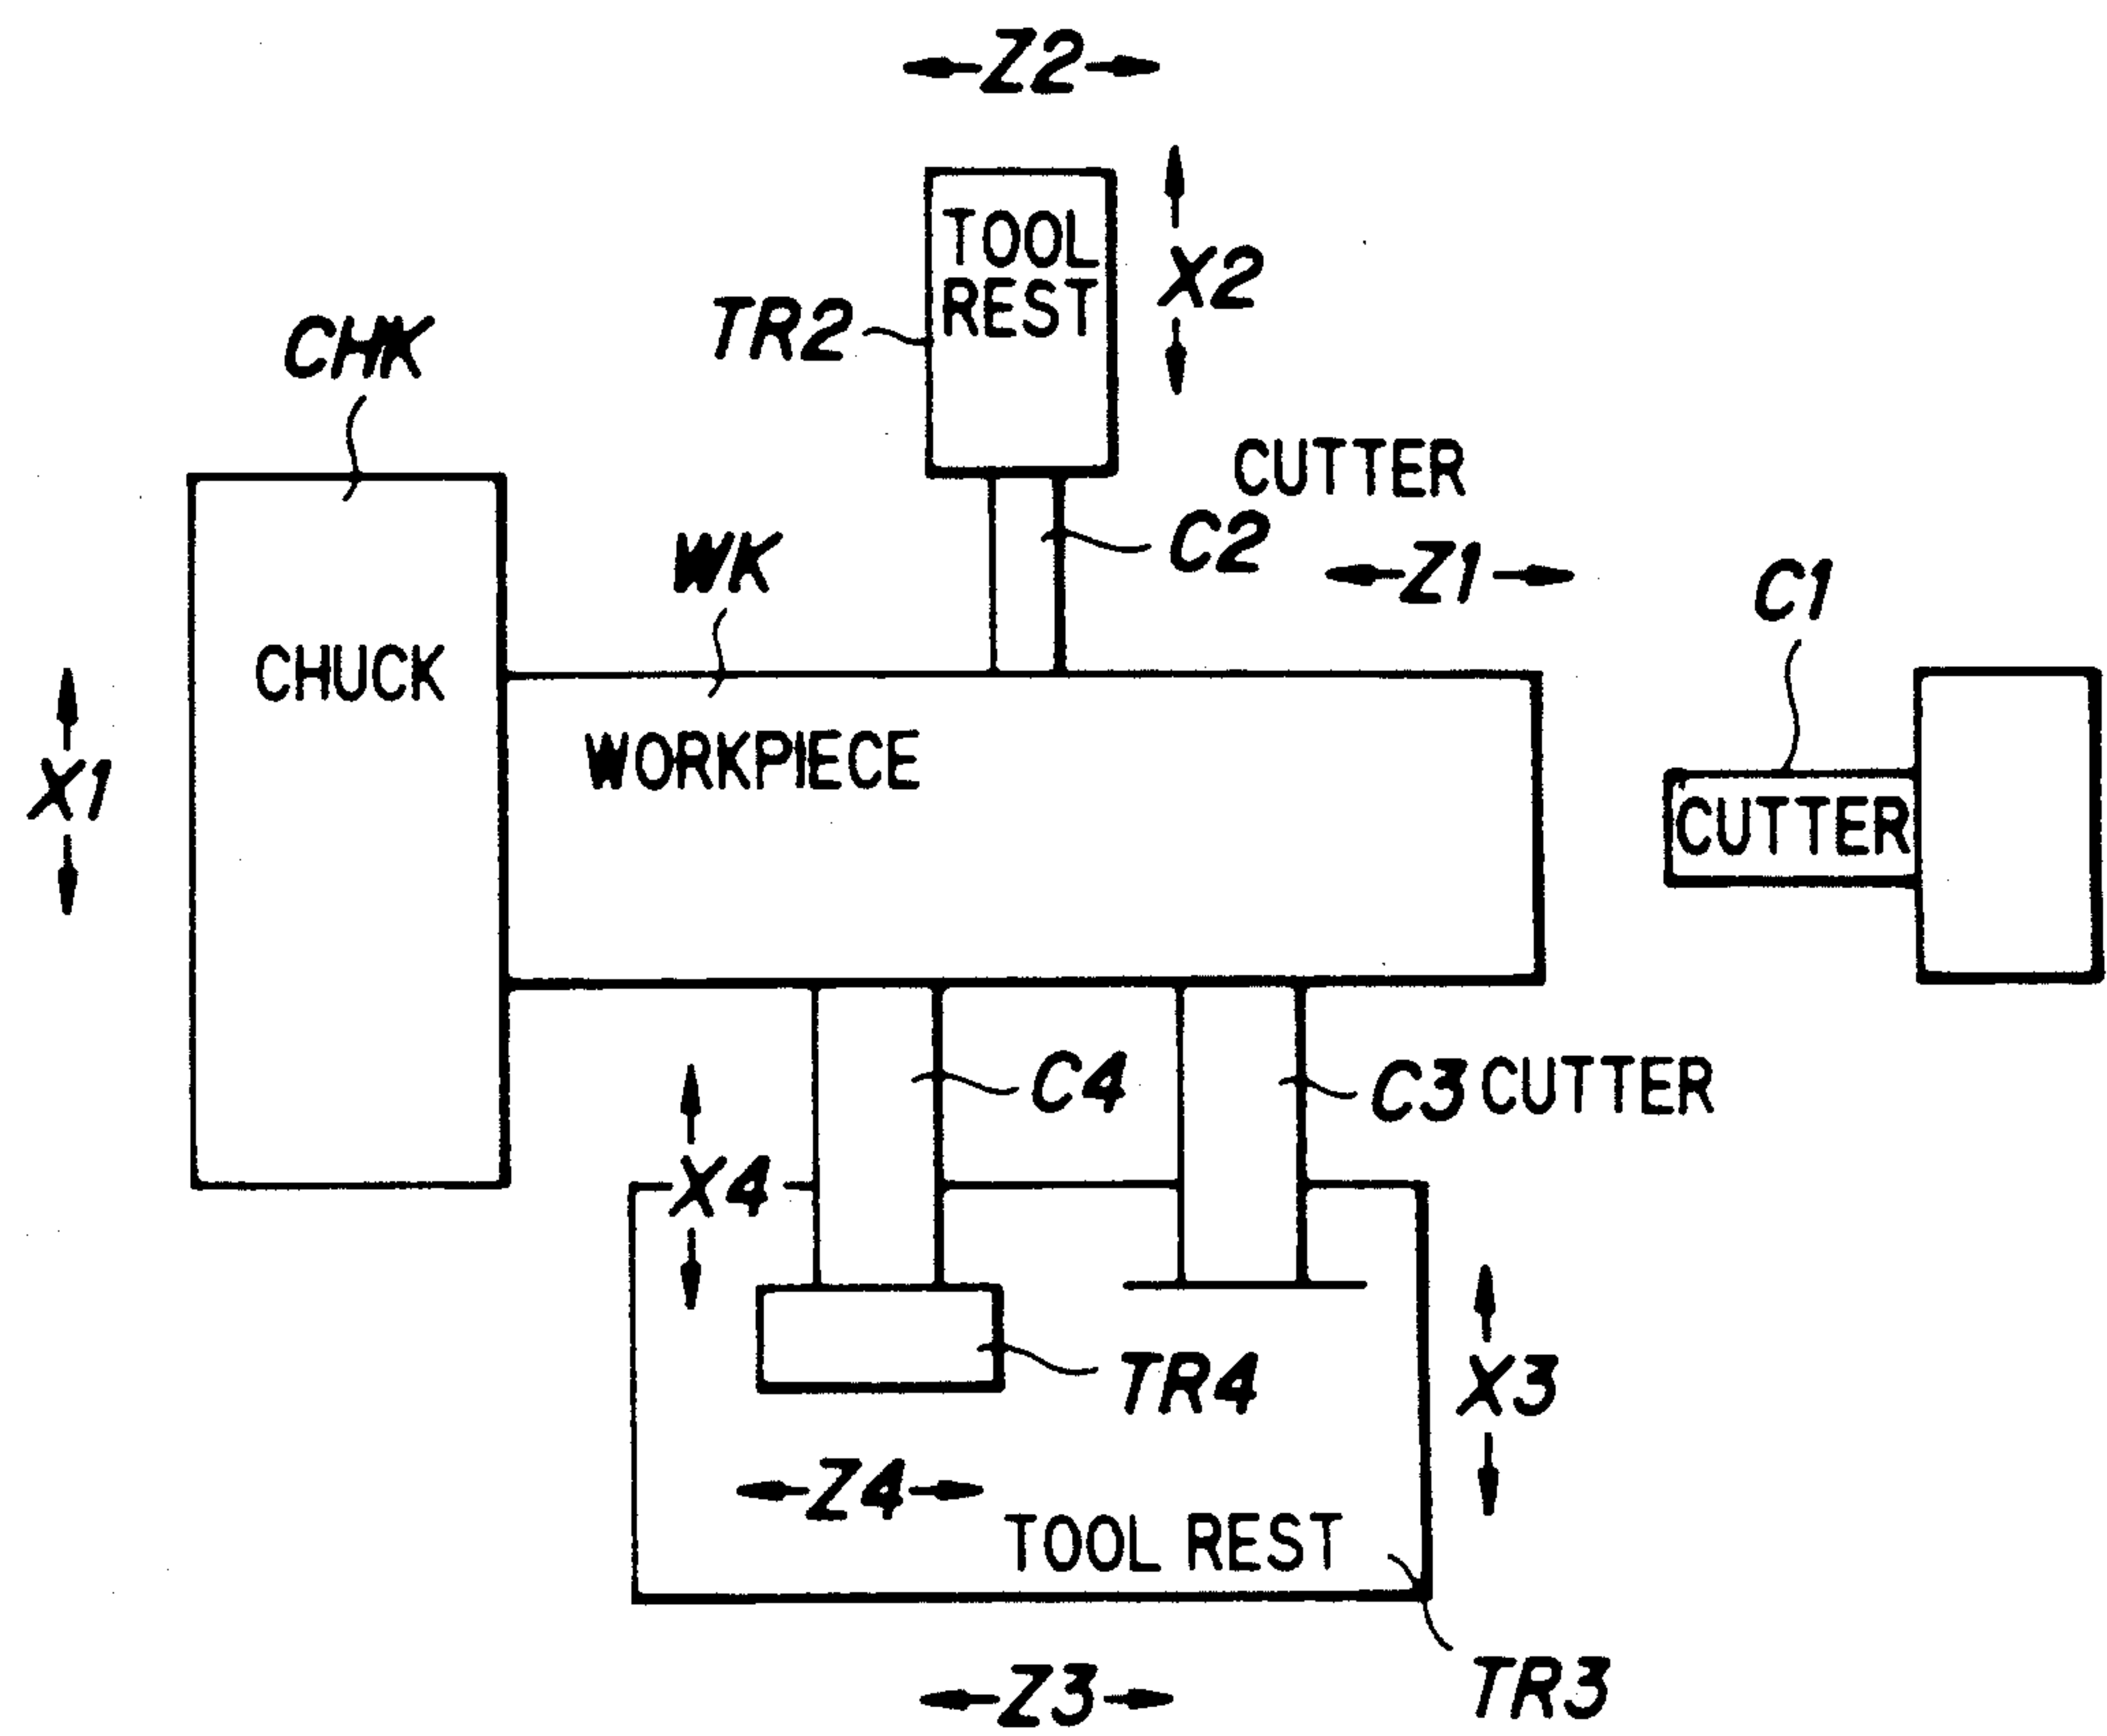 Z2
TOOL
REST
X2
TR2
CHK
CUTTER
C2
WK
Z1
C1
CHUCK
X1
WORKPIECE
CUTTER
C4
C3 CUTTER
X4
TR4
X3
Z4
TOOL REST
TR3
Z3